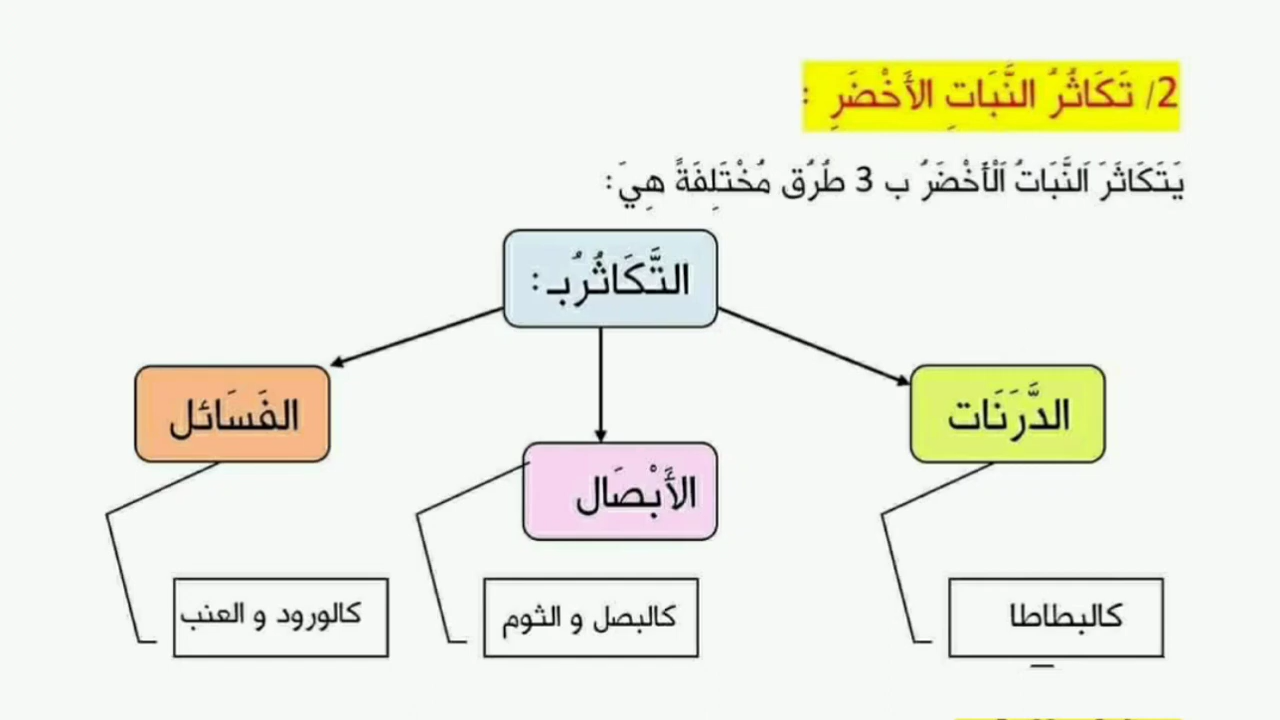 2/ تَكَاثُرُ النَّبَاتِ الأَخْضَرِ :
يَتَكَاثَرَ اَلنَّبَاتُ اَلْأَخْضَرُ ب 3 طُرُق مُخْتَلِفَةً هِيَ:
التَّكَاثُرُبـ :
الدَّرَنَات
الفَسَائل
الأَبْصَال
كالبطاطا
كالبصل و الثوم
كالورود و العنب